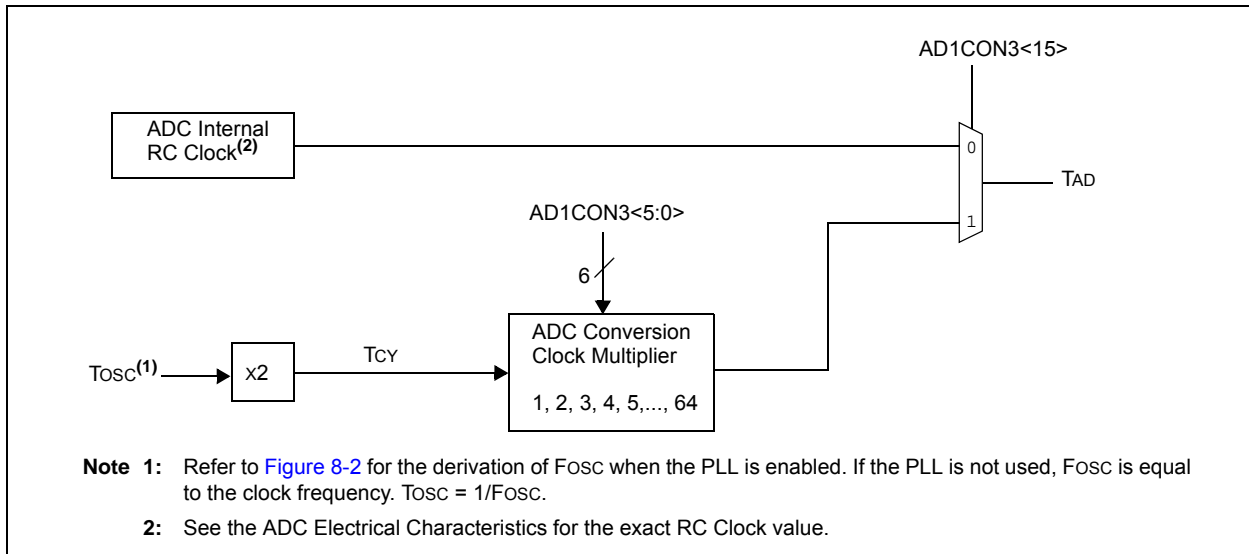 AD1CON3<15>
ADC Internal
RC Clock(2)
0
TAD
AD1CON3<5:0>
1
6
ADC Conversion
Clock Multiplier
TOSC(1)
X2
TCY
1, 2, 3, 4, 5,..., 64
Note 1: Refer to Figure 8-2 for the derivation of FOSC when the PLL is enabled. If the PLL is not used, FOSC is equal
to the clock frequency. TOSC = 1/FOSC.
2: See the ADC Electrical Characteristics for the exact RC Clock value.